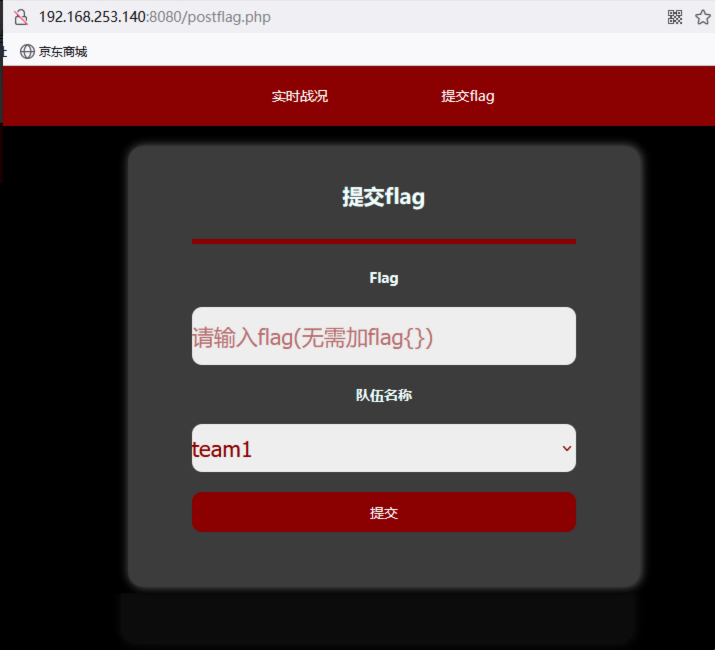 192.168.253.140:8080/postflag.php
京东商城
实时战况 提交flag
提交flag
Flag
请输入flag(无需加flag{})
队伍名称
team1
提交